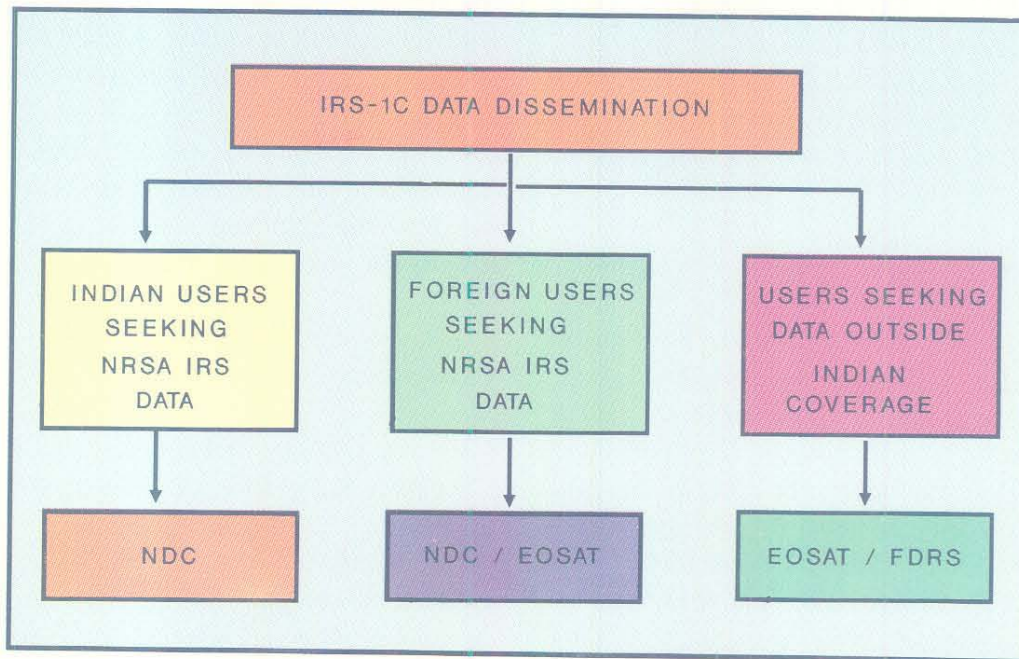 IRS-1C DATA DISSEMINATION
INDIAN USERS
SEEKING
NRSA IRS
DATA
FOREIGN USERS
SEEKING
NRSA IRS
DATA
USERS SEEKING
DATA OUTSIDE
INDIAN
COVERAGE
NDC
NDC / EOSAT
EOSAT / FDRS